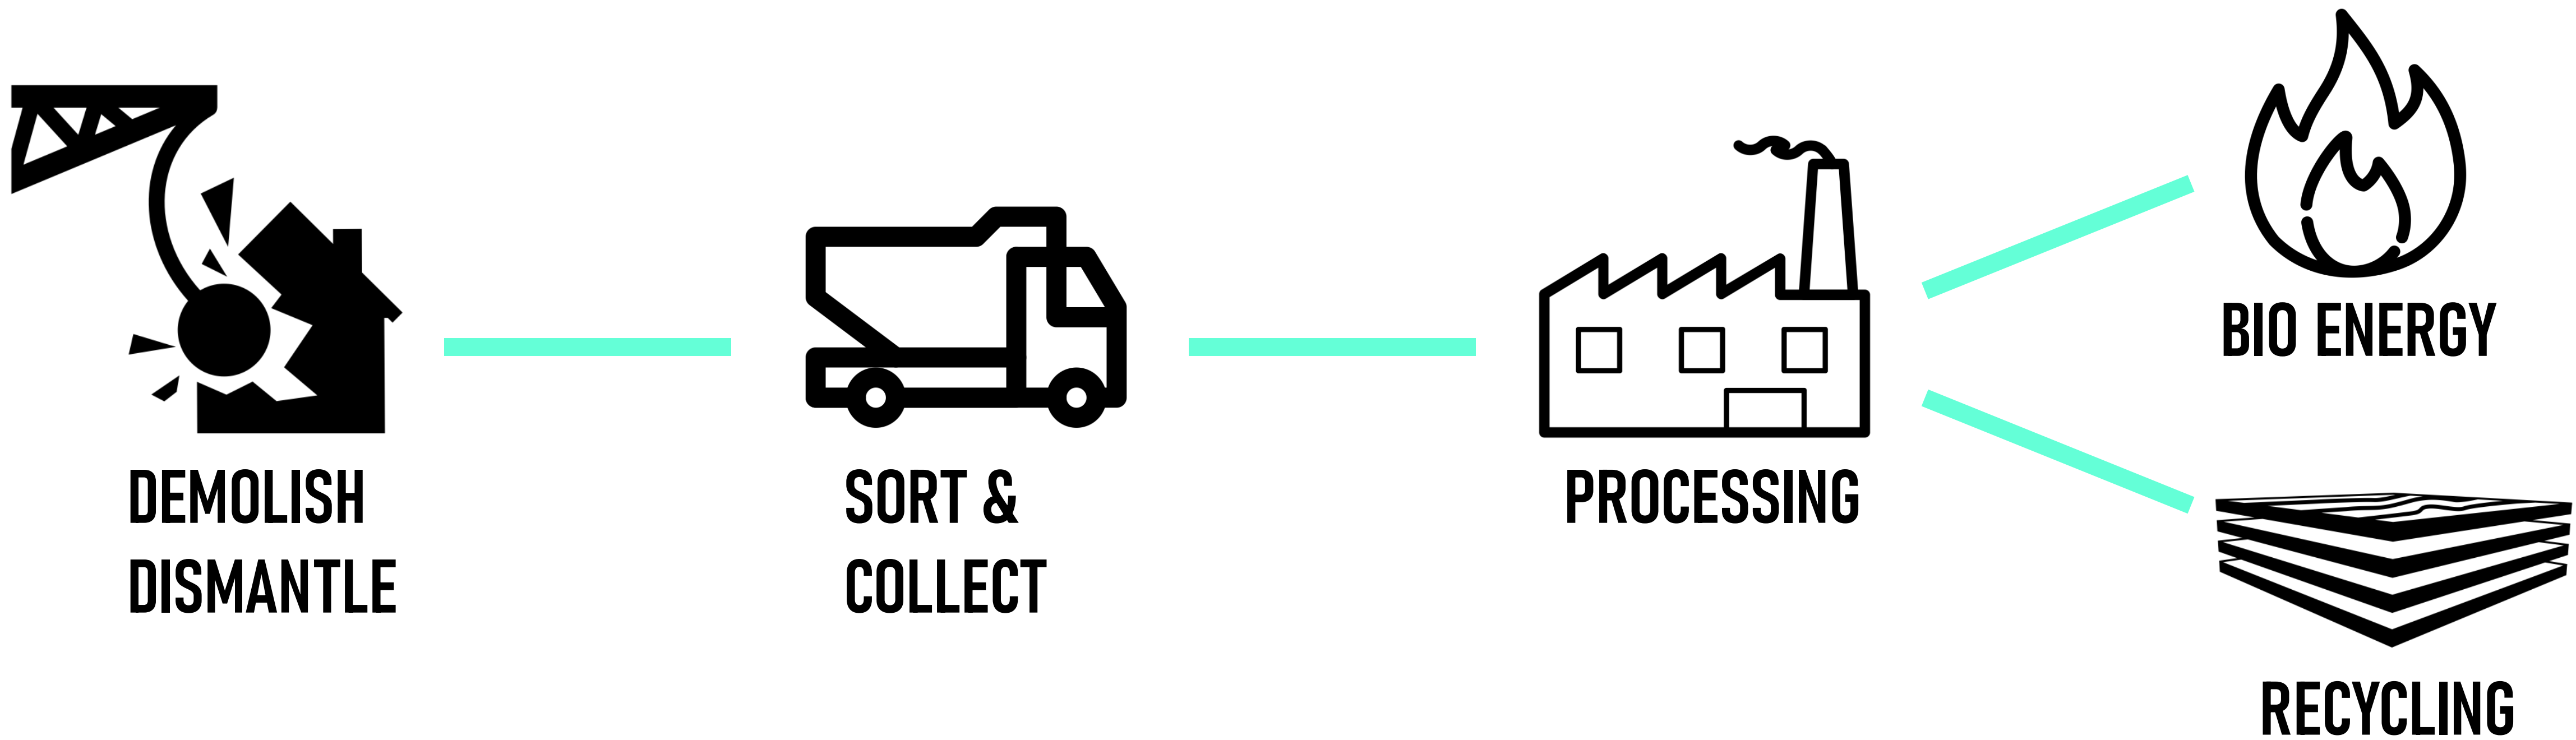 DEMOLISH
DISMANTLE
SORT &
COLLECT
PROCESSING
BIO ENERGY
RECYCLING